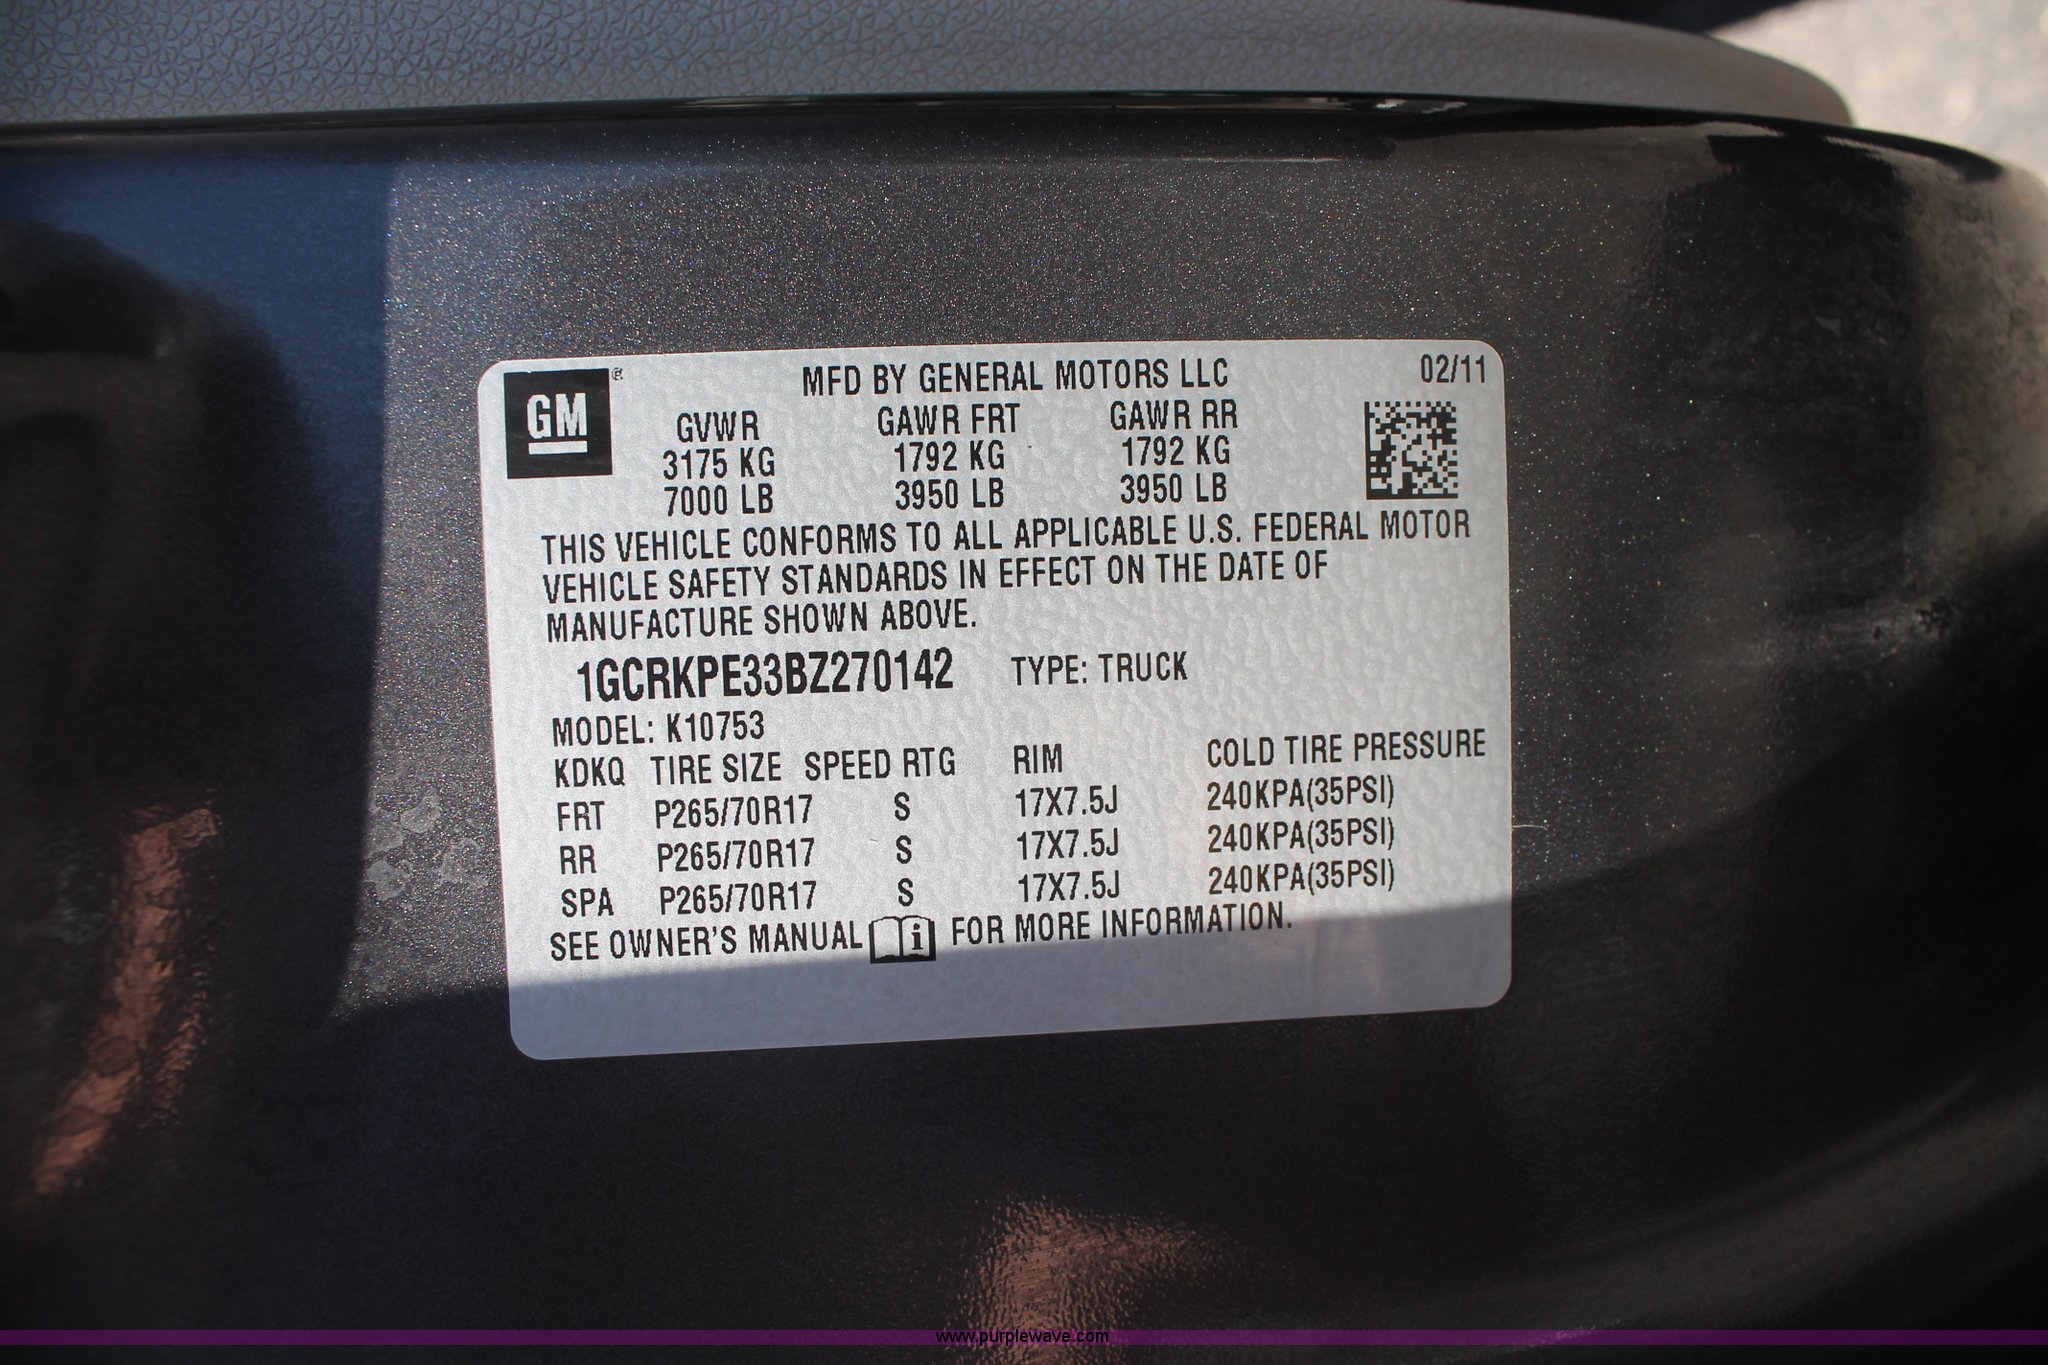 GM
MFD BY GENERAL MOTORS LLC 02/11
GVWR GAWR FRT GAWR RR
3175 KG 1792 KG 1792 KG
7000 LB 3950 LB 3950 LB
THIS VEHICLE CONFORMS TO ALL APPLICABLE U.S. FEDERAL MOTOR
VEHICLE SAFETY STANDARDS IN EFFECT ON THE DATE OF
MANUFACTURE SHOWN ABOVE.
1GCRKPE33BZ270142 TYPE: TRUCK
MODEL: K10753
KDKQ TIRE SIZE SPEED RTG RIM COLD TIRE PRESSURE
FRT P265/70R17 S 17X7.5J 240KPA(35PSI)
RR P265/70R17 S 17X7.5J 240KPA(35PSI)
SPA P265/70R17 S 17X7.5J 240KPA(35PSI)
SEE OWNER'S MANUAL i FOR MORE INFORMATION.
www.purplewave.com